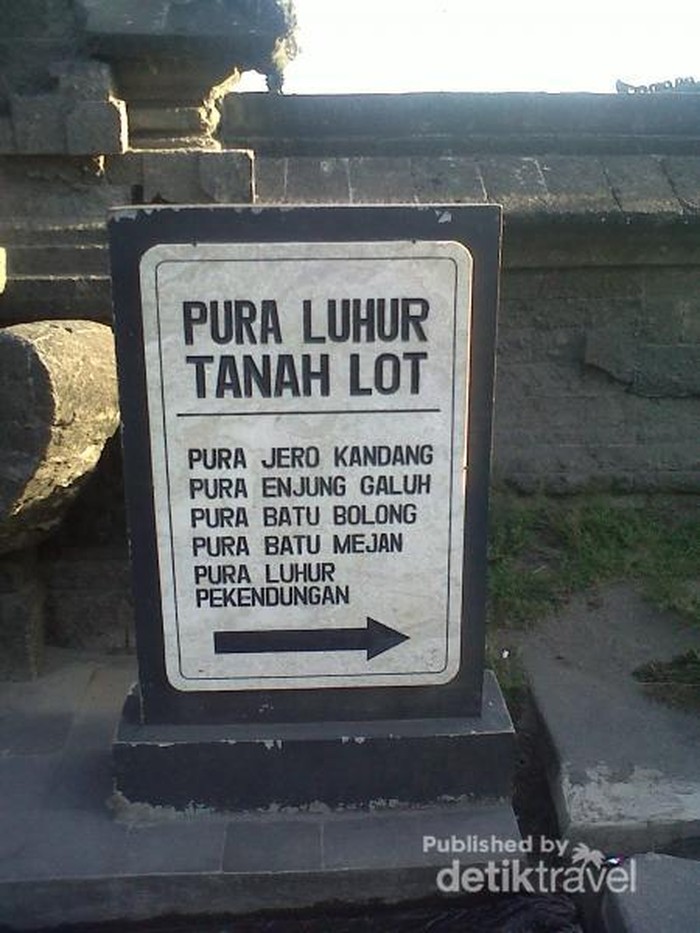 PURA LUHUR
TANAH LOT
PURA JERO KANDANG
PURA ENJUNG GALUH
PURA BATU BOLONG
PURA BATU MEJAN
PURA LUHUR
PEKENDUNGAN
Published by
detiktravel